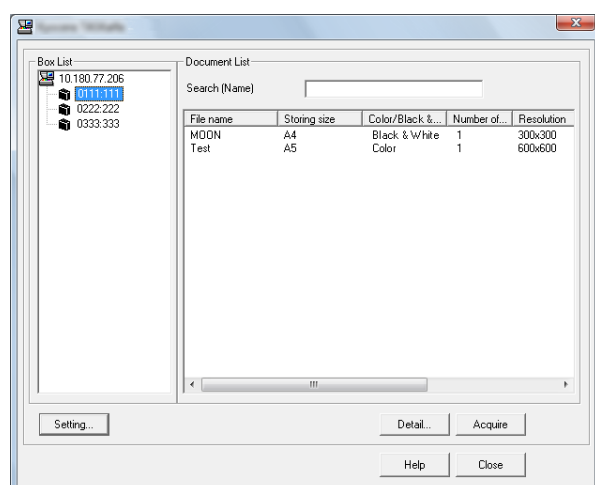 Box List
10.180.77.206
0111:111
0222:222
0333:333
Document List
Search (Name)
File name Storing size Color/Black &... Number of... Resolution
MOON A4 Black & White 1 300x300
Test A5 Color 1 600x600
Setting... Detail... Acquire
Help Close